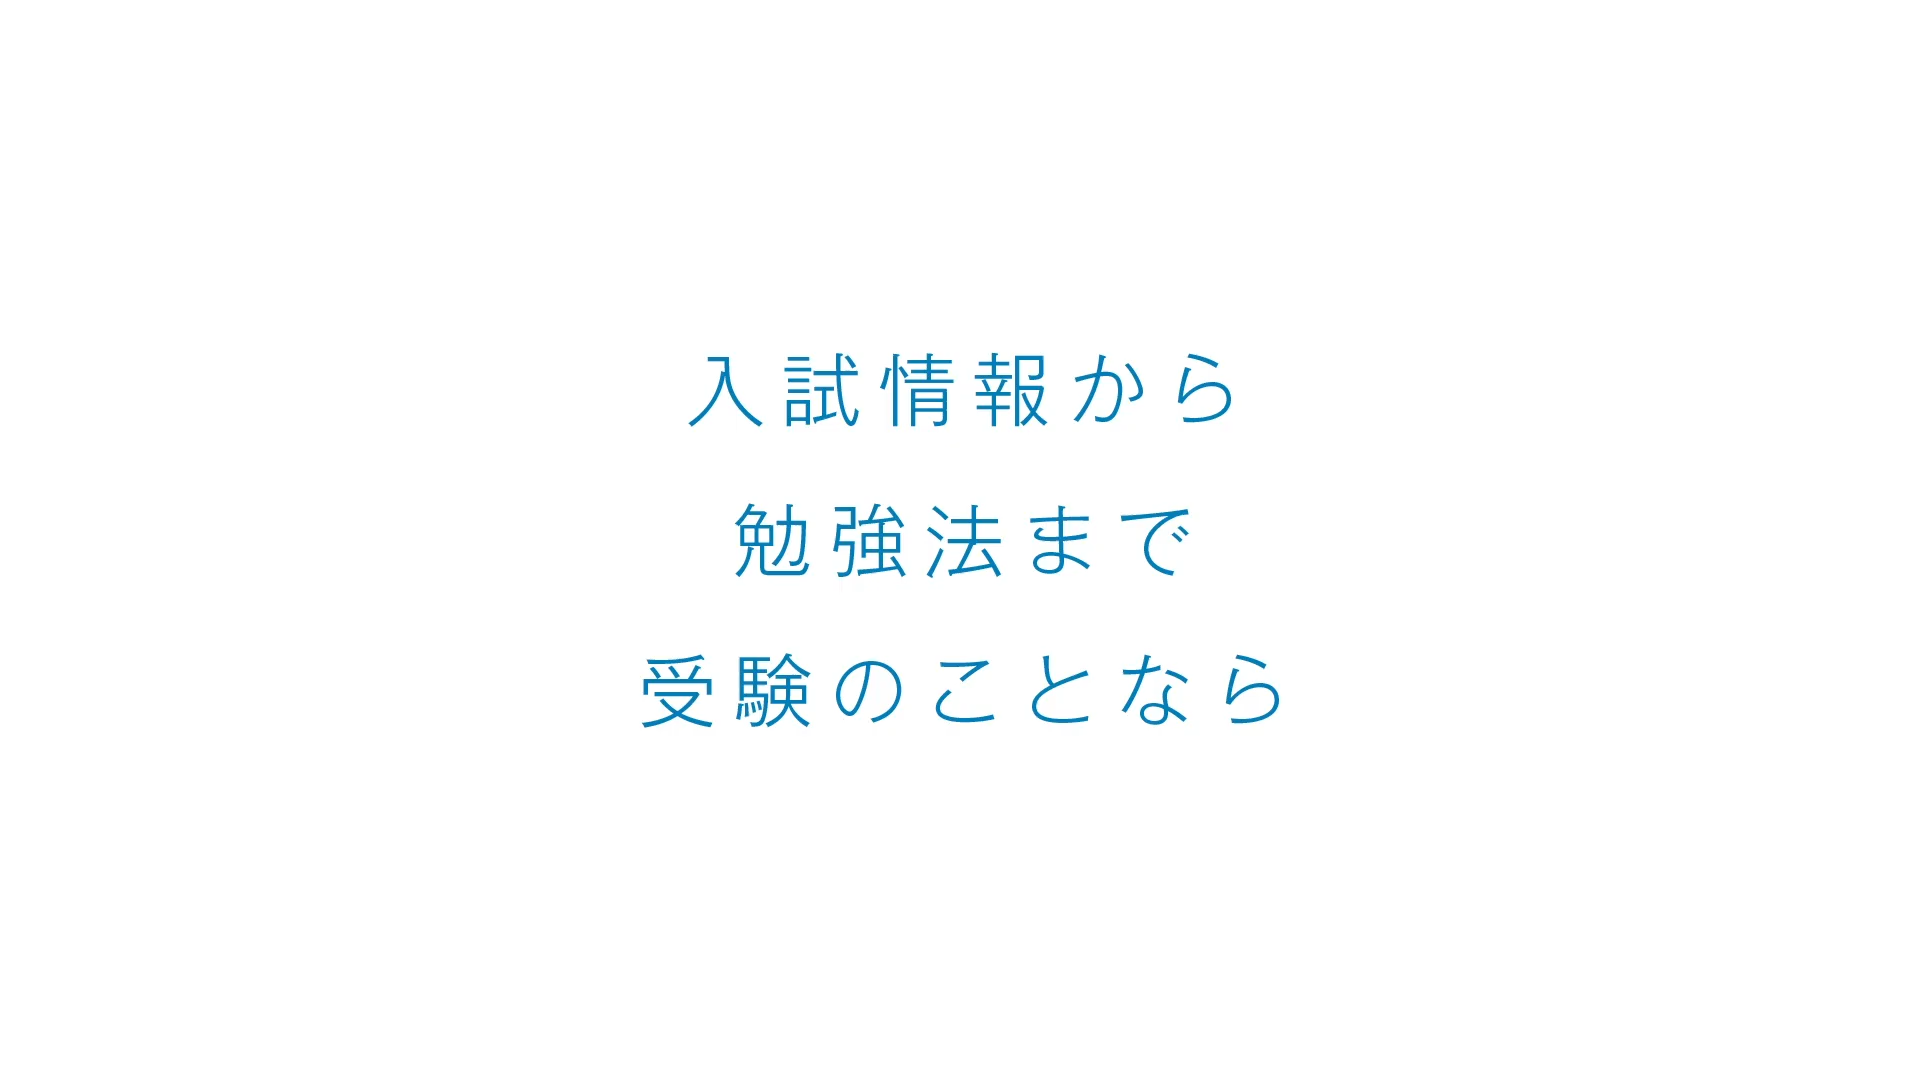 入試情報から
勉強法まで
受験のことなら